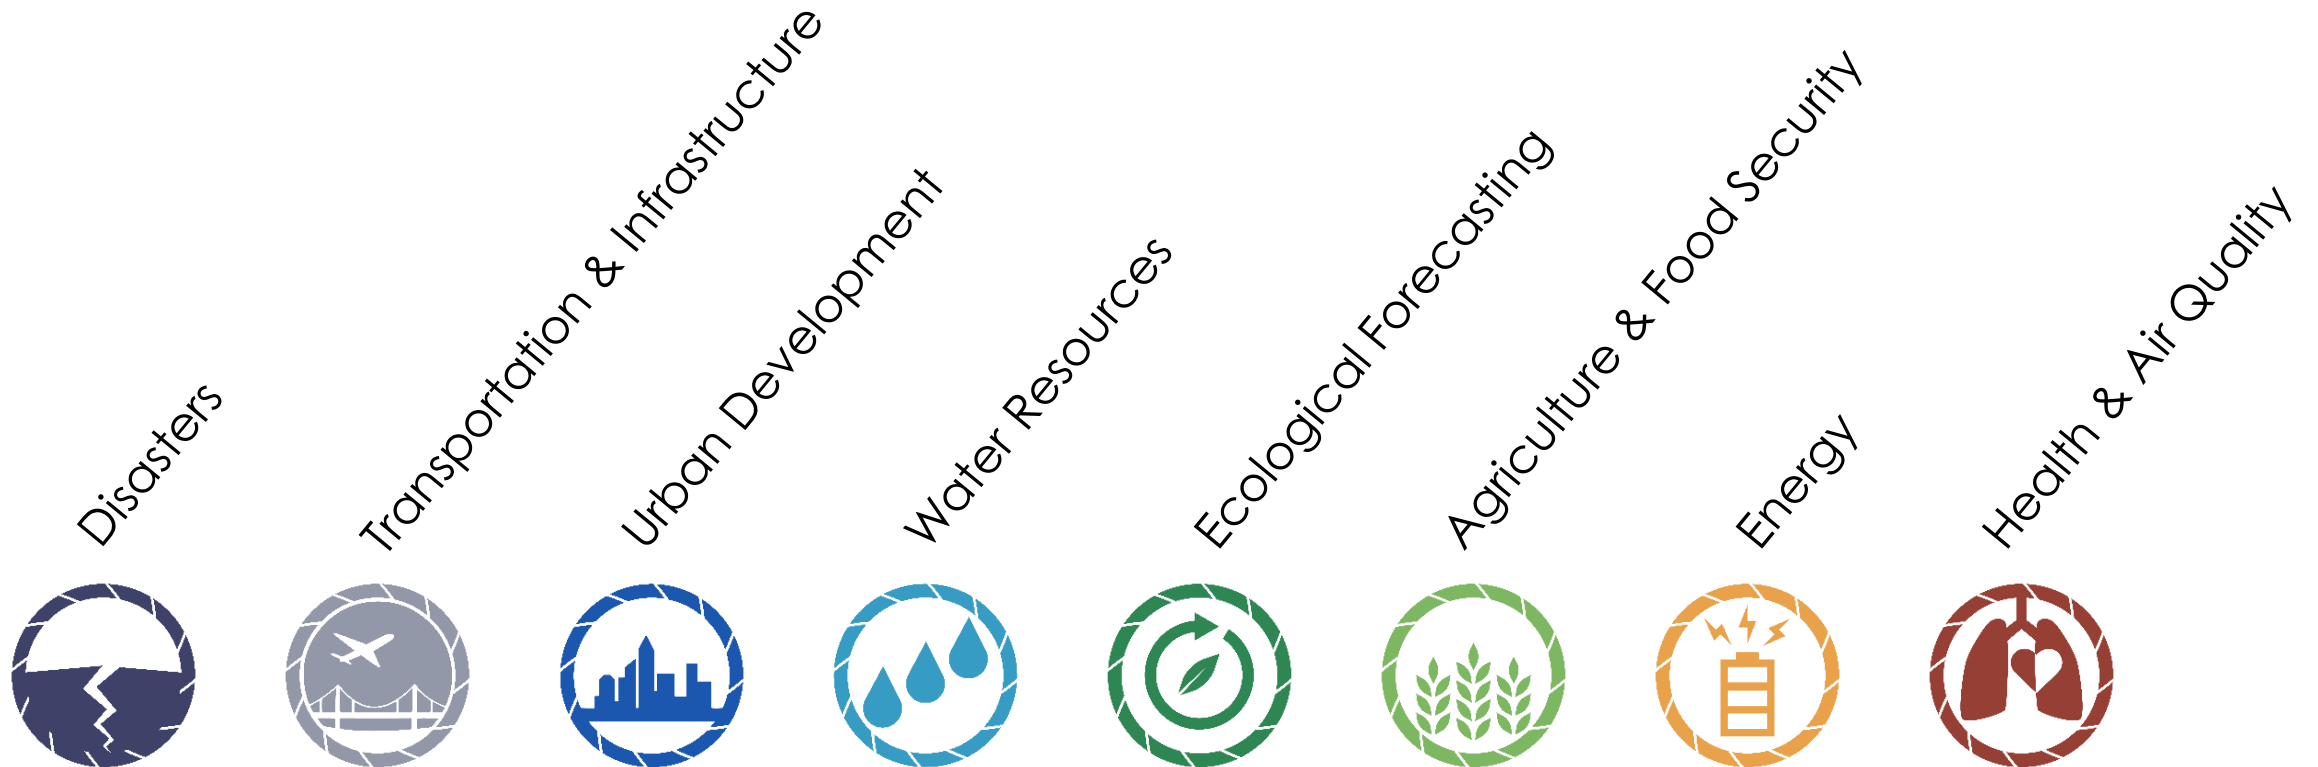 Disasters
Transportation & Infrastructure
Urban Development
Water Resources
Ecological Forecasting
Agriculture & Food Security
Energy
Health & Air Quality